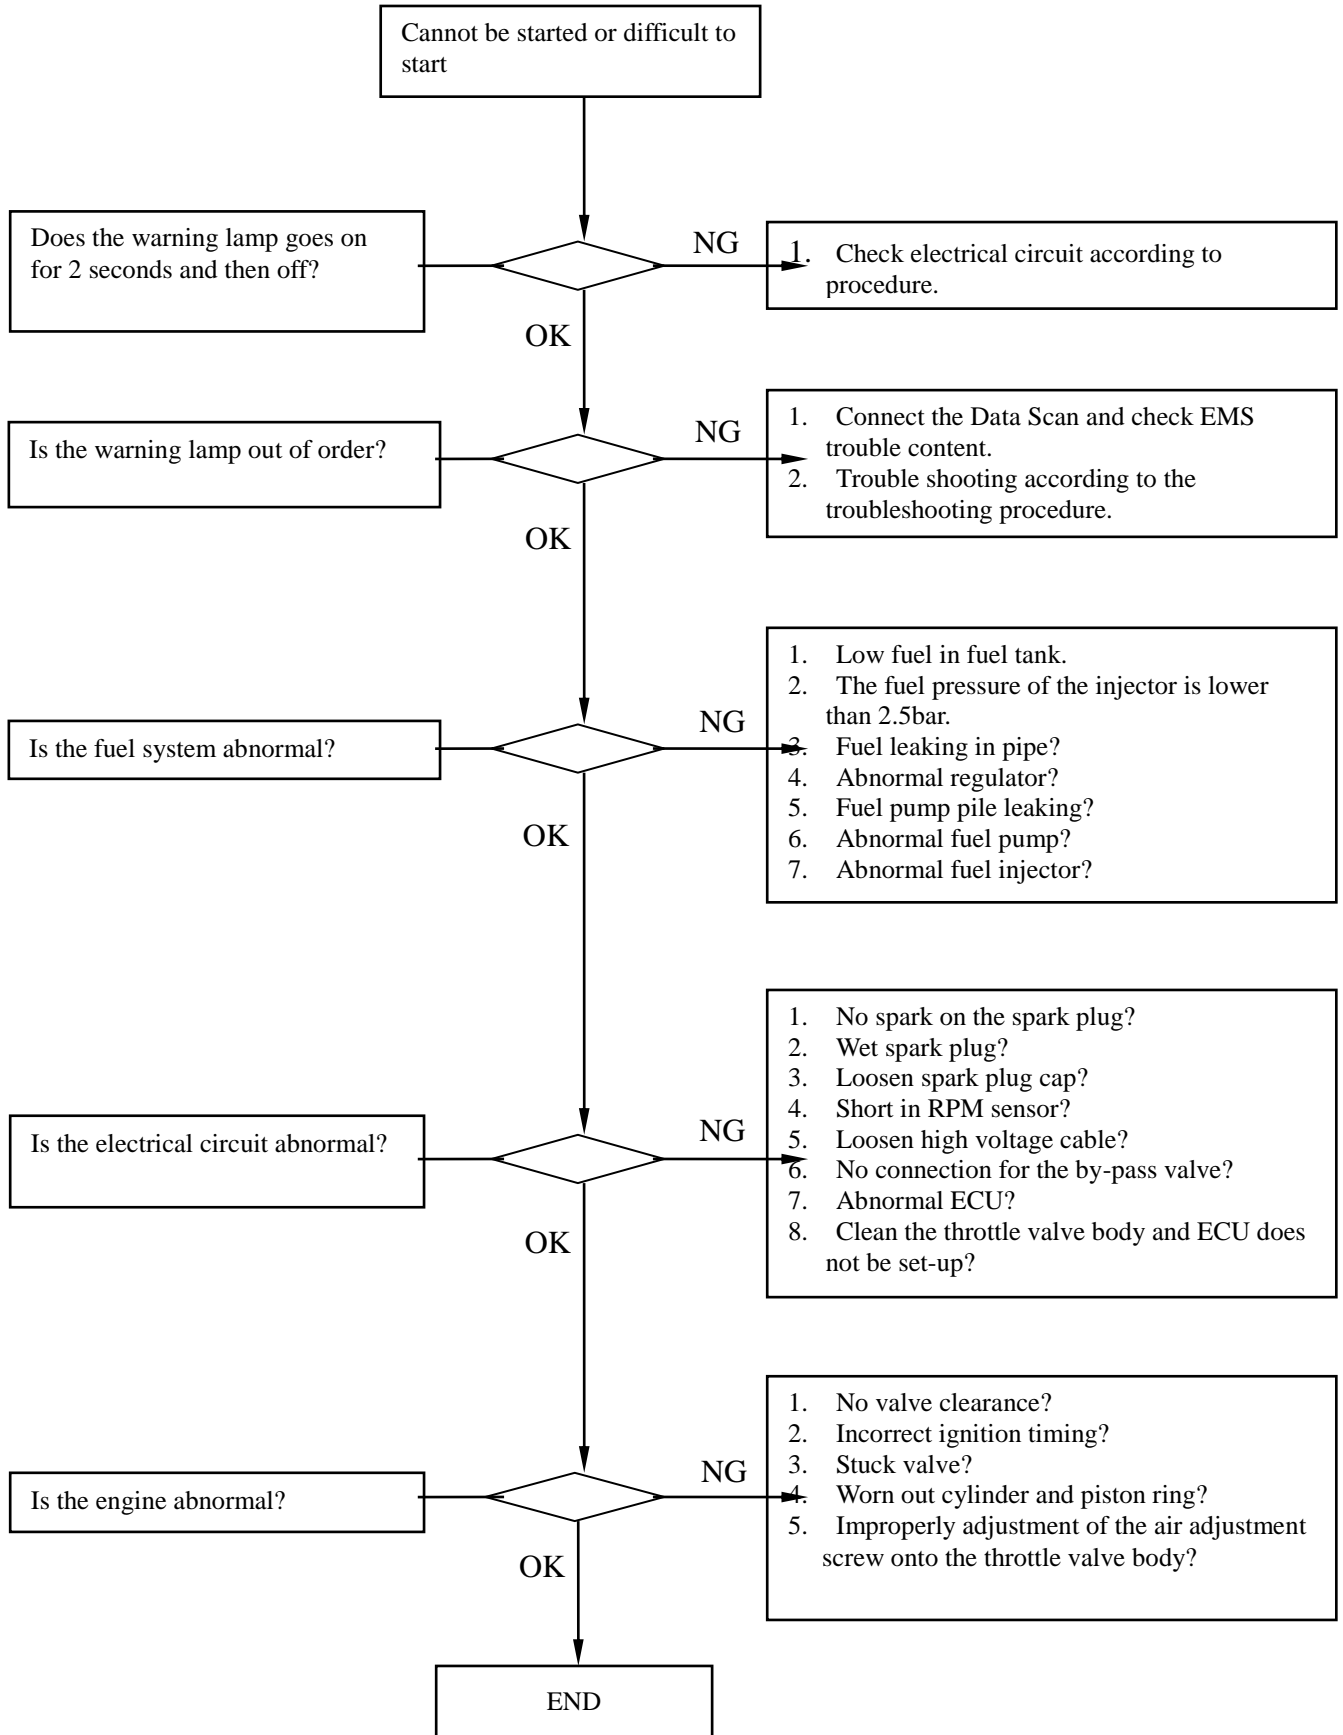 Cannot be started or difficult to
start
Does the warning lamp goes on
for 2 seconds and then off?
NG
1. Check electrical circuit according to
procedure.
OK
Is the warning lamp out of order?
NG
1. Connect the Data Scan and check EMS
trouble content.
2. Trouble shooting according to the
troubleshooting procedure.
OK
Is the fuel system abnormal?
NG
1. Low fuel in fuel tank.
2. The fuel pressure of the injector is lower
than 2.5bar.
3. Fuel leaking in pipe?
4. Abnormal regulator?
5. Fuel pump pile leaking?
6. Abnormal fuel pump?
7. Abnormal fuel injector?
OK
Is the electrical circuit abnormal?
NG
1. No spark on the spark plug?
2. Wet spark plug?
3. Loosen spark plug cap?
4. Short in RPM sensor?
5. Loosen high voltage cable?
6. No connection for the by-pass valve?
7. Abnormal ECU?
8. Clean the throttle valve body and ECU does
not be set-up?
OK
Is the engine abnormal?
NG
1. No valve clearance?
2. Incorrect ignition timing?
3. Stuck valve?
4. Worn out cylinder and piston ring?
5. Improperly adjustment of the air adjustment
screw onto the throttle valve body?
OK
END